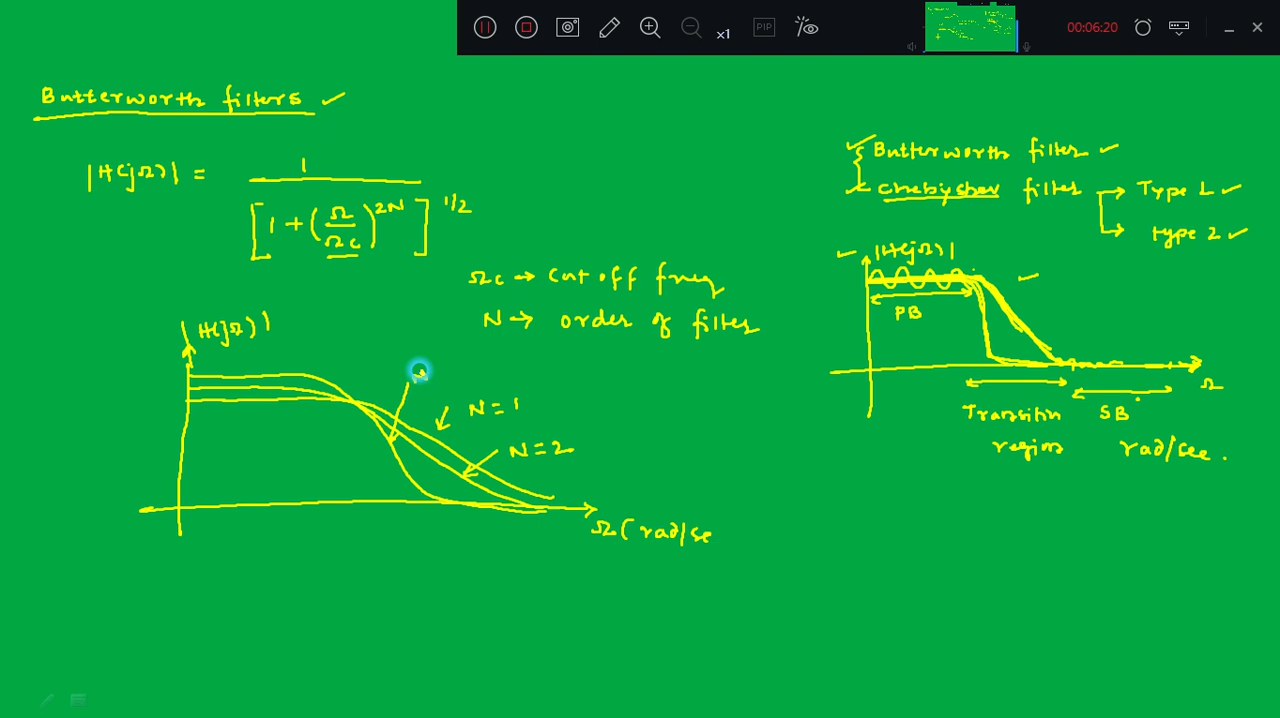 PIP
x1
00:06:20
Butterworth filters ✓
|H(jΩ)| = 1 / [1 + (Ω/Ωc)^2N]^1/2
Ωc → Cut off freq
N → order of filter
|H(jΩ)|
N=1
N=2
Ω (rad/se
Butterworth filter ✓
Chebyshev filter → Type 1 ✓
→ type 2 ✓
✓ |H(jΩ)| ✓
PB
Ω
Transition region
SB
rad/sec.